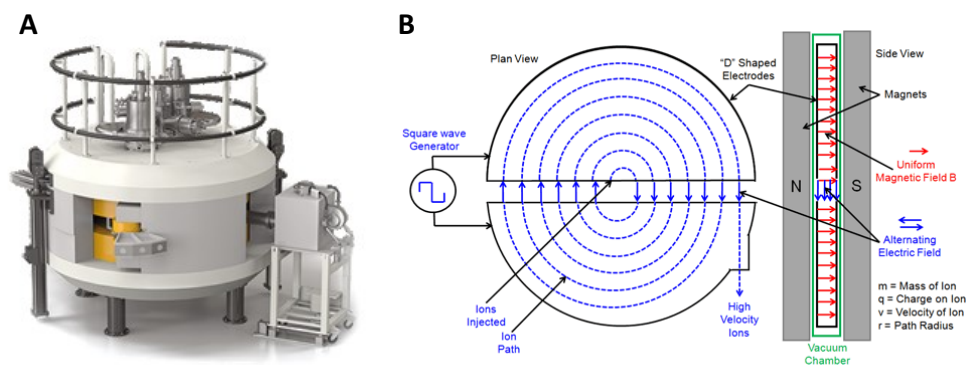 A
B
Plan View
"D" Shaped
Electrodes
Side View
Magnets
Square wave
Generator
Uniform
Magnetic Field B
N
S
Alternating
Electric Field
Ions
Injected
Ion
Path
High
Velocity
Ions
m = Mass of Ion
q = Charge on Ion
v = Velocity of Ion
r = Path Radius
Vacuum
Chamber